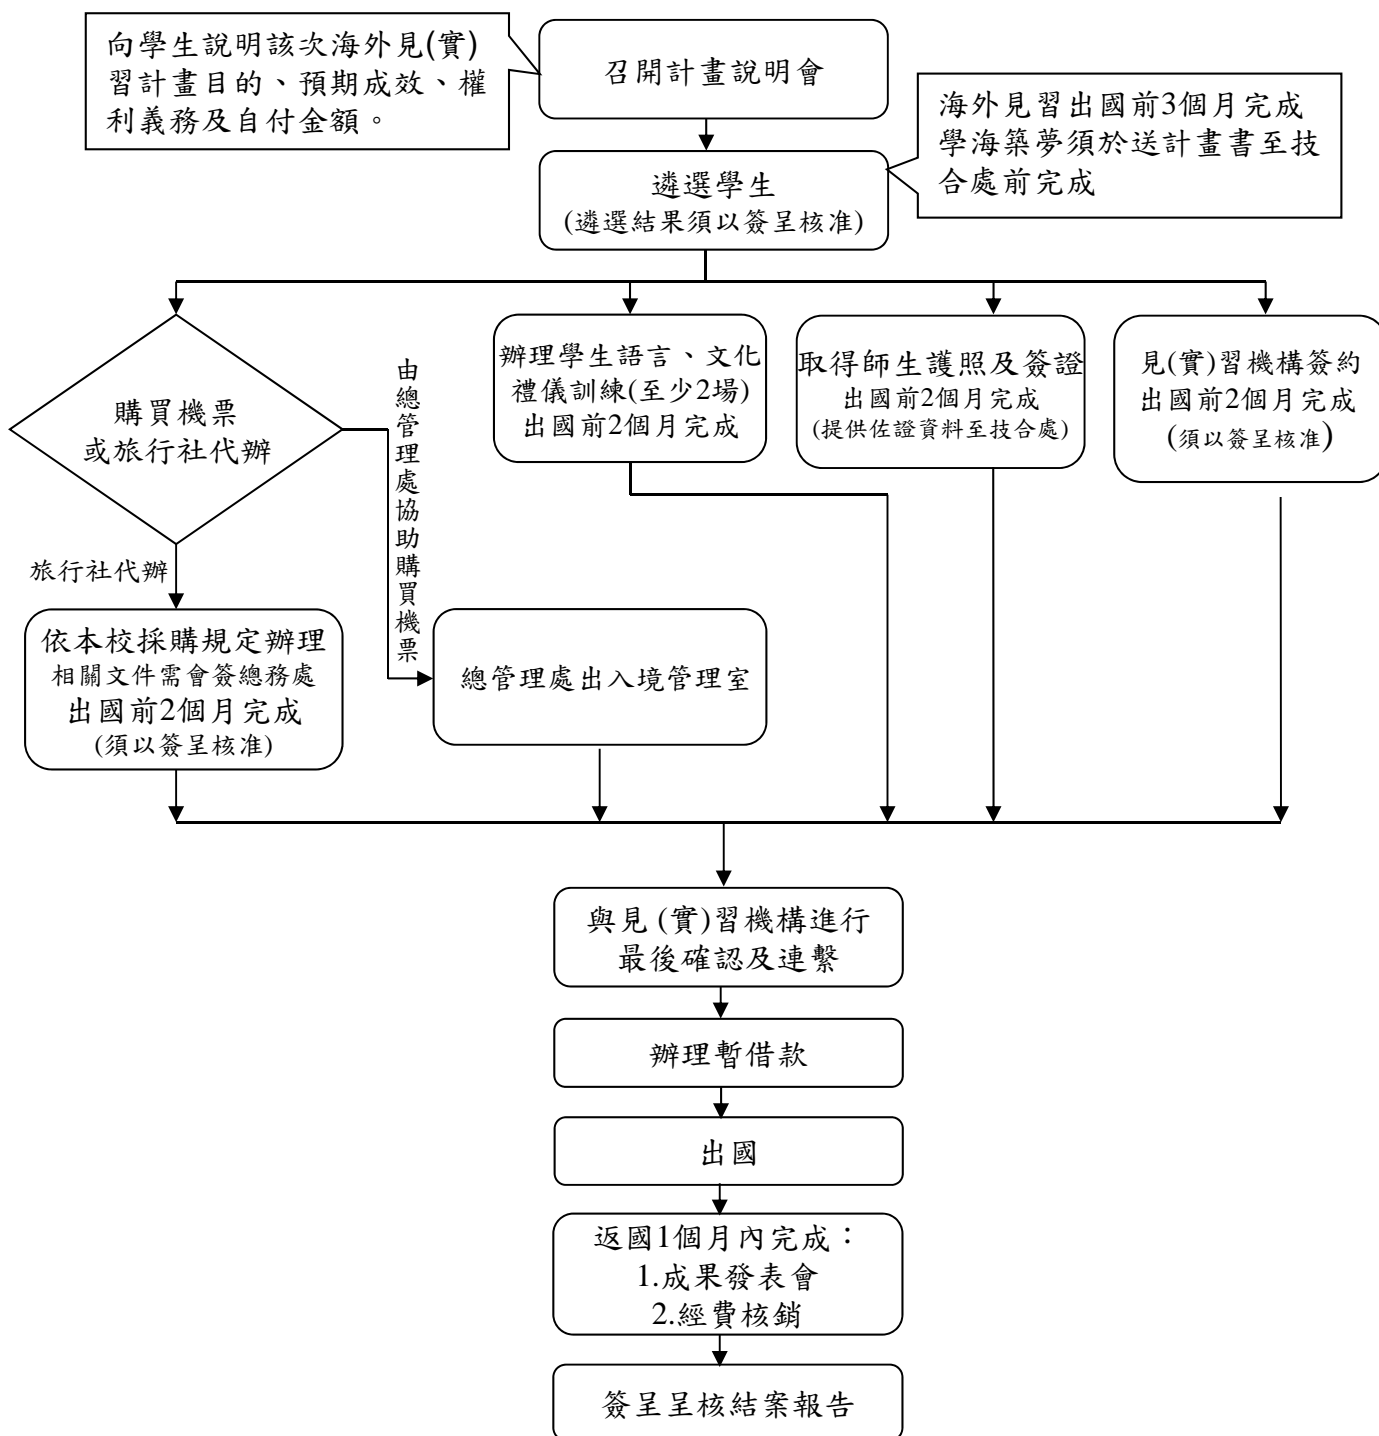 向學生說明該次海外見(實)
習計畫目的、預期成效、權
利義務及自付金額。
召開計畫說明會
海外見習出國前3個月完成
學海築夢須於送計畫書至技
合處前完成
遴選學生
(遴選結果須以簽呈核准)
購買機票
或旅行社代辦
由總管理處協助購買機票
辦理學生語言、文化
禮儀訓練(至少2場)
出國前2個月完成
取得師生護照及簽證
出國前2個月完成
(提供佐證資料至技合處)
見(實)習機構簽約
出國前2個月完成
(須以簽呈核准)
旅行社代辦
依本校採購規定辦理
相關文件需會簽總務處
出國前2個月完成
(須以簽呈核准)
總管理處出入境管理室
與見(實)習機構進行
最後確認及連繫
辦理暫借款
出國
返國1個月內完成：
1.成果發表會
2.經費核銷
簽呈呈核結案報告